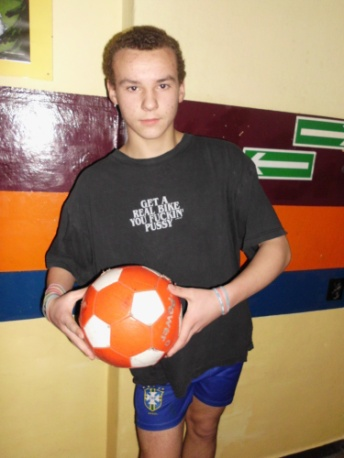 GET A
REAL BIKE
YOU FUCKIN'
PUSSY